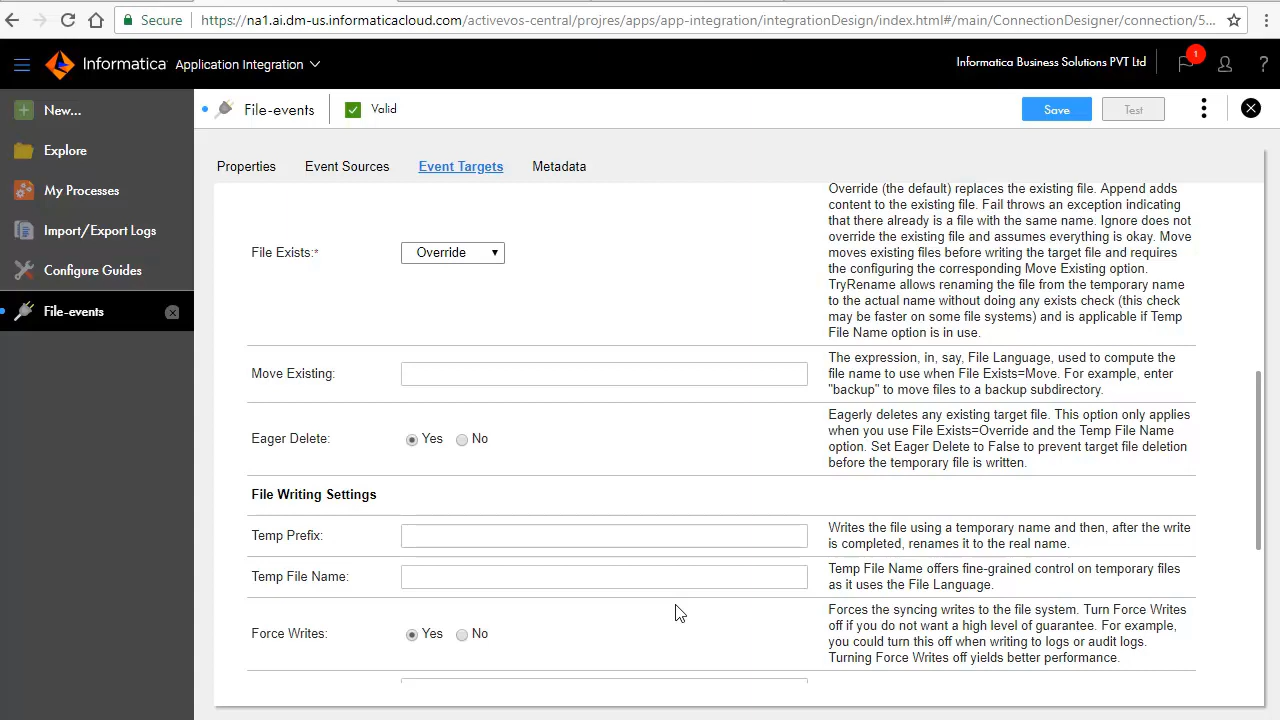 Secure https://na1.ai.dm-us.informaticacloud.com/activevos-central/projres/apps/app-integration/integrationDesign/index.html#/main/ConnectionDesigner/connection/5...
Informatica Application Integration Informatica Business Solutions PVT Ltd 1 ?
New...
Explore
My Processes
Import/Export Logs
Configure Guides
File-events
File-events Valid Save Test
Properties Event Sources Event Targets Metadata
Override (the default) replaces the existing file. Append adds
content to the existing file. Fail throws an exception indicating
that there already is a file with the same name. Ignore does not
override the existing file and assumes everything is okay. Move
File Exists:* Override
moves existing files before writing the target file and requires
the configuring the corresponding Move Existing option.
TryRename allows renaming the file from the temporary name
to the actual name without doing any exists check (this check
may be faster on some file systems) and is applicable if Temp
File Name option is in use.
Move Existing:
The expression, in, say, File Language, used to compute the
file name to use when File Exists=Move. For example, enter
"backup" to move files to a backup subdirectory.
Eager Delete: Yes No
Eagerly deletes any existing target file. This option only applies
when you use File Exists=Override and the Temp File Name
option. Set Eager Delete to False to prevent target file deletion
before the temporary file is written.
File Writing Settings
Temp Prefix:
Writes the file using a temporary name and then, after the write
is completed, renames it to the real name.
Temp File Name:
Temp File Name offers fine-grained control on temporary files
as it uses the File Language.
Force Writes: Yes No
Forces the syncing writes to the file system. Turn Force Writes
off if you do not want a high level of guarantee. For example,
you could turn this off when writing to logs or audit logs.
Turning Force Writes off yields better performance.